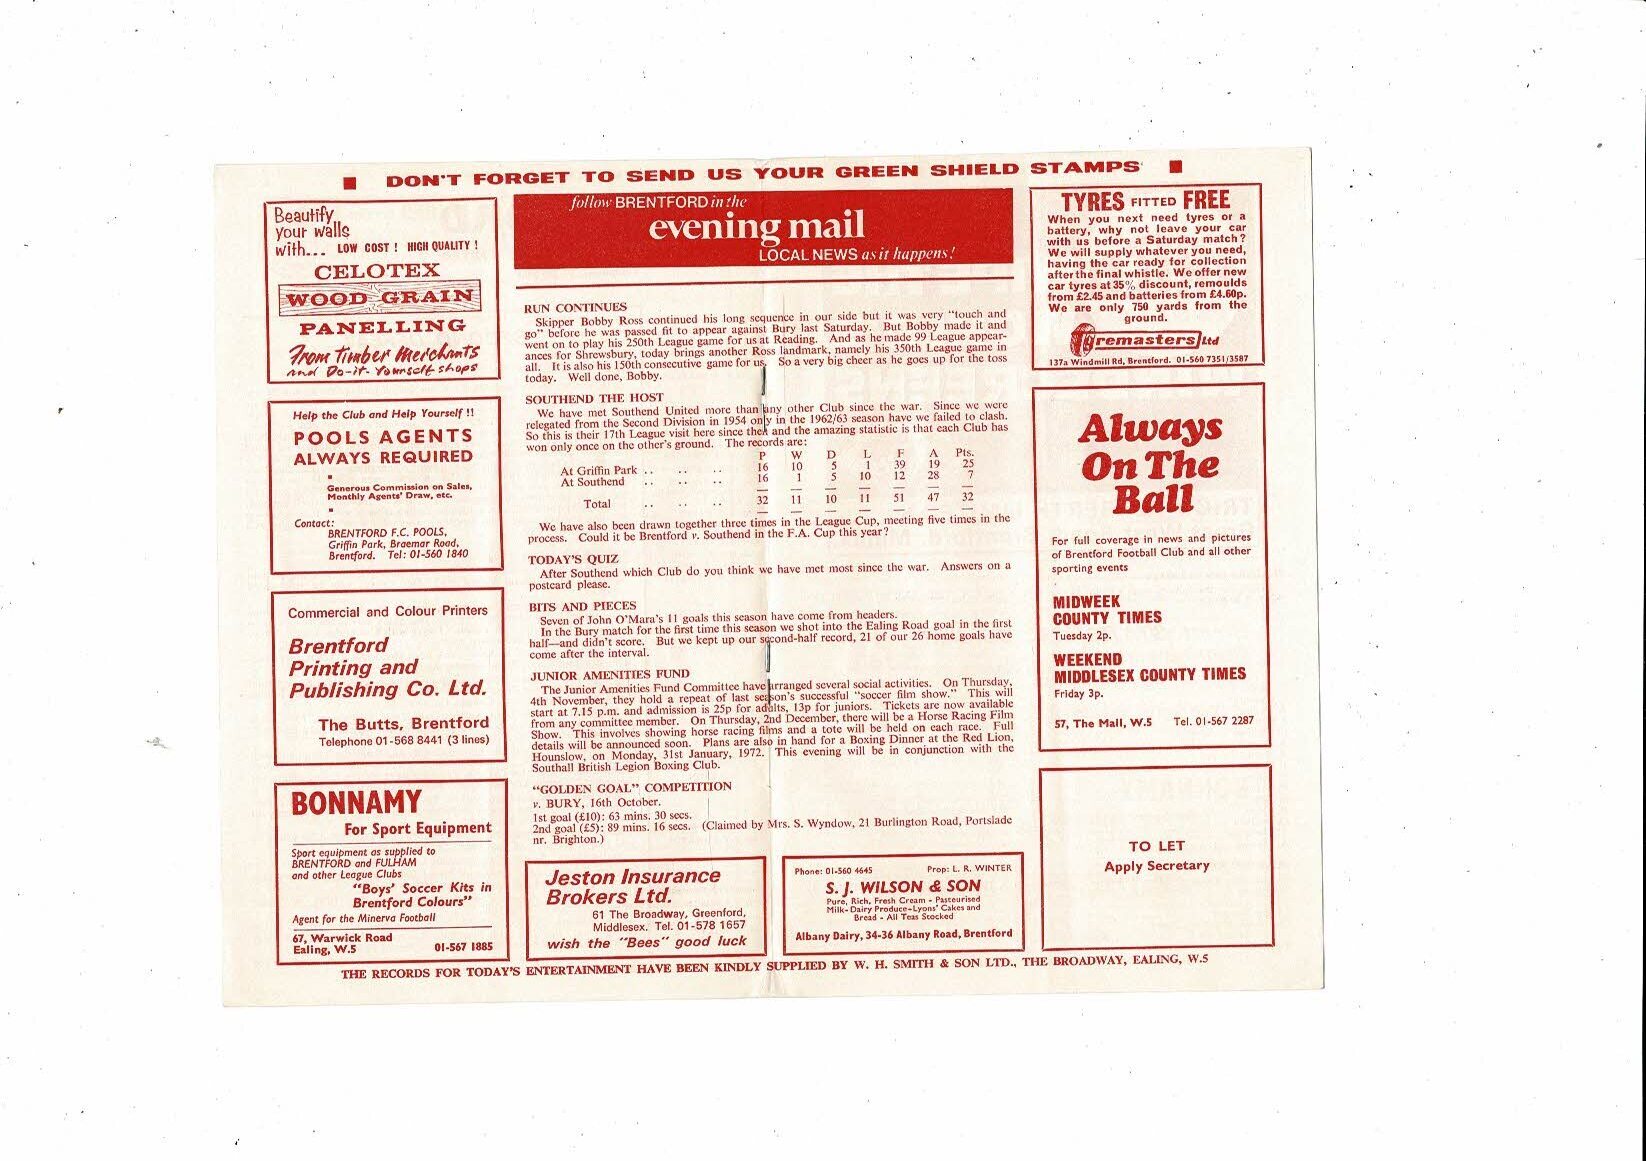 DON'T FORGET TO SEND US YOUR GREEN SHIELD STAMPS
Beautify
your walls
with... LOW COST ! HIGH QUALITY !
CELOTEX
WOOD GRAIN
PANELLING
From Timber Merchants
and Do-it-Yourself shops
Help the Club and Help Yourself !!
POOLS AGENTS
ALWAYS REQUIRED
Generous Commission on Sales,
Monthly Agents' Draw, etc.
Contact:
BRENTFORD F.C. POOLS,
Griffin Park, Braemar Road,
Brentford. Tel: 01-560 1840
Commercial and Colour Printers
Brentford
Printing and
Publishing Co. Ltd.
The Butts, Brentford
Telephone 01-568 8441 (3 lines)
BONNAMY
For Sport Equipment
Sport equipment as supplied to
BRENTFORD and FULHAM
and other League Clubs
"Boys' Soccer Kits in
Brentford Colours"
Agent for the Minerva Football
67, Warwick Road
Ealing, W.5 01-567 1885
follow BRENTFORD in the
evening mail
LOCAL NEWS as it happens!
RUN CONTINUES
Skipper Bobby Ross continued his long sequence in our side but it was very "touch and
go" before he was passed fit to appear against Bury last Saturday. But Bobby made it and
went on to play his 250th League game for us at Reading. And as he made 99 League appear-
ances for Shrewsbury, today brings another Ross landmark, namely his 350th League game in
all. It is also his 150th consecutive game for us. So a very big cheer as he goes up for the toss
today. Well done, Bobby.
SOUTHEND THE HOST
We have met Southend United more than any other Club since the war. Since we were
relegated from the Second Division in 1954 only in the 1962/63 season have we failed to clash.
So this is their 17th League visit here since then and the amazing statistic is that each Club has
won only once on the other's ground. The records are:
P W D L F A Pts.
At Griffin Park .. .. .. 16 10 5 1 39 19 25
At Southend .. .. .. 16 1 5 10 12 28 7
Total .. .. .. 32 11 10 11 51 47 32
We have also been drawn together three times in the League Cup, meeting five times in the
process. Could it be Brentford v. Southend in the F.A. Cup this year?
TODAY'S QUIZ
After Southend which Club do you think we have met most since the war. Answers on a
postcard please.
BITS AND PIECES
Seven of John O'Mara's 11 goals this season have come from headers.
In the Bury match for the first time this season we shot into the Ealing Road goal in the first
half—and didn't score. But we kept up our second-half record, 21 of our 26 home goals have
come after the interval.
JUNIOR AMENITIES FUND
The Junior Amenities Fund Committee have arranged several social activities. On Thursday,
4th November, they hold a repeat of last season's successful "soccer film show." This will
start at 7.15 p.m. and admission is 25p for adults, 13p for juniors. Tickets are now available
from any committee member. On Thursday, 2nd December, there will be a Horse Racing Film
Show. This involves showing horse racing films and a tote will be held on each race. Full
details will be announced soon. Plans are also in hand for a Boxing Dinner at the Red Lion,
Hounslow, on Monday, 31st January, 1972. This evening will be in conjunction with the
Southall British Legion Boxing Club.
"GOLDEN GOAL" COMPETITION
v. BURY, 16th October.
1st goal (£10): 63 mins. 30 secs.
2nd goal (£5): 89 mins. 16 secs. (Claimed by Mrs. S. Wyndow, 21 Burlington Road, Portslade
nr. Brighton.)
Jeston Insurance
Brokers Ltd.
61 The Broadway, Greenford,
Middlesex. Tel. 01-578 1657
wish the "Bees" good luck
Phone: 01-560 4645 Prop: L. R. WINTER
S. J. WILSON & SON
Pure, Rich, Fresh Cream - Pasteurised
Milk-Dairy Produce-Lyons' Cakes and
Bread - All Teas Stocked
Albany Dairy, 34-36 Albany Road, Brentford
TYRES FITTED FREE
When you next need tyres or a
battery, why not leave your car
with us before a Saturday match?
We will supply whatever you need,
having the car ready for collection
after the final whistle. We offer new
car tyres at 35% discount, remoulds
from £2.45 and batteries from £4.60p.
We are only 750 yards from the
ground.
Tyremasters Ltd
137a Windmill Rd, Brentford. 01-560 7351/3587
Always
On The
Ball
For full coverage in news and pictures
of Brentford Football Club and all other
sporting events
MIDWEEK
COUNTY TIMES
Tuesday 2p.
WEEKEND
MIDDLESEX COUNTY TIMES
Friday 3p.
57, The Mall, W.5 Tel. 01-567 2287
TO LET
Apply Secretary
THE RECORDS FOR TODAY'S ENTERTAINMENT HAVE BEEN KINDLY SUPPLIED BY W. H. SMITH & SON LTD., THE BROADWAY, EALING, W.5